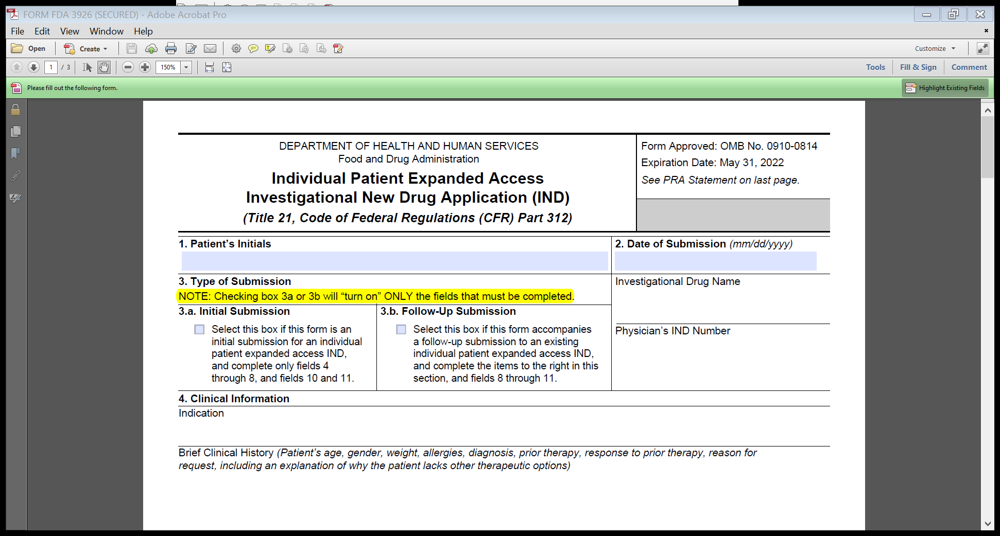 FORM FDA 3926 (SECURED) - Adobe Acrobat Pro
File Edit View Window Help
Open Create Customize
1 / 3 150% Tools Fill & Sign Comment
Please fill out the following form. Highlight Existing Fields
DEPARTMENT OF HEALTH AND HUMAN SERVICES
Food and Drug Administration
Individual Patient Expanded Access
Investigational New Drug Application (IND)
(Title 21, Code of Federal Regulations (CFR) Part 312)
Form Approved: OMB No. 0910-0814
Expiration Date: May 31, 2022
See PRA Statement on last page.
1. Patient’s Initials
2. Date of Submission (mm/dd/yyyy)
3. Type of Submission
NOTE: Checking box 3a or 3b will “turn on” ONLY the fields that must be completed.
3.a. Initial Submission
Select this box if this form is an
initial submission for an individual
patient expanded access IND,
and complete only fields 4
through 8, and fields 10 and 11.
3.b. Follow-Up Submission
Select this box if this form accompanies
a follow-up submission to an existing
individual patient expanded access IND,
and complete the items to the right in this
section, and fields 8 through 11.
Investigational Drug Name
Physician’s IND Number
4. Clinical Information
Indication
Brief Clinical History (Patient’s age, gender, weight, allergies, diagnosis, prior therapy, response to prior therapy, reason for
request, including an explanation of why the patient lacks other therapeutic options)